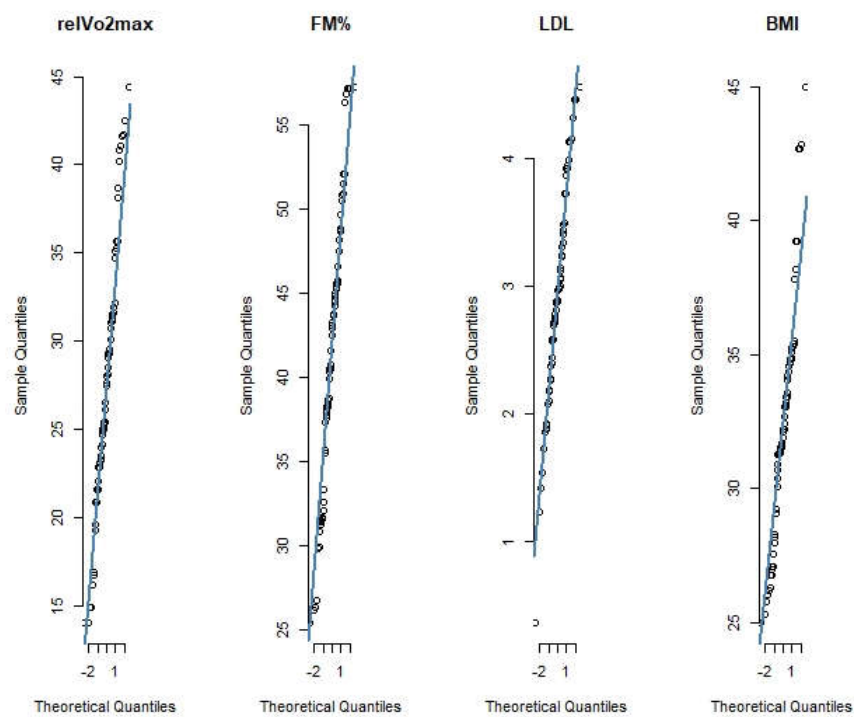 relVo2max
45
40
35
30
25
20
15
Sample Quantiles
-2 1
Theoretical Quantiles
FM%
55
50
45
40
35
30
25
Sample Quantiles
-2 1
Theoretical Quantiles
LDL
4
3
2
1
Sample Quantiles
-2 1
Theoretical Quantiles
BMI
45
40
35
30
25
Sample Quantiles
-2 1
Theoretical Quantiles